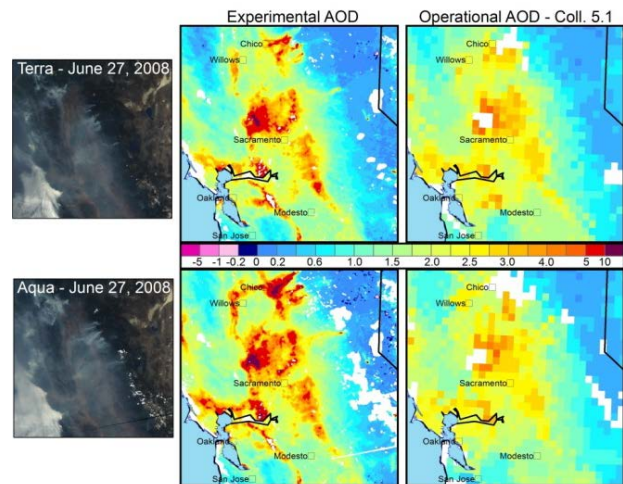 Experimental AOD
Operational AOD - Coll. 5.1
Terra - June 27, 2008
Chico
Willows
Sacramento
Oakland
Modesto
San Jose
Chico
Willows
Sacramento
Oakland
Modesto
San Jose
-5 -1 -0.2 0 0.2 0.6 1.0 1.5 2.0 2.5 3.0 4.0 5 10
Aqua - June 27, 2008
Chico
Willows
Sacramento
Oakland
Modesto
San Jose
Chico
Willows
Sacramento
Oakland
Modesto
San Jose